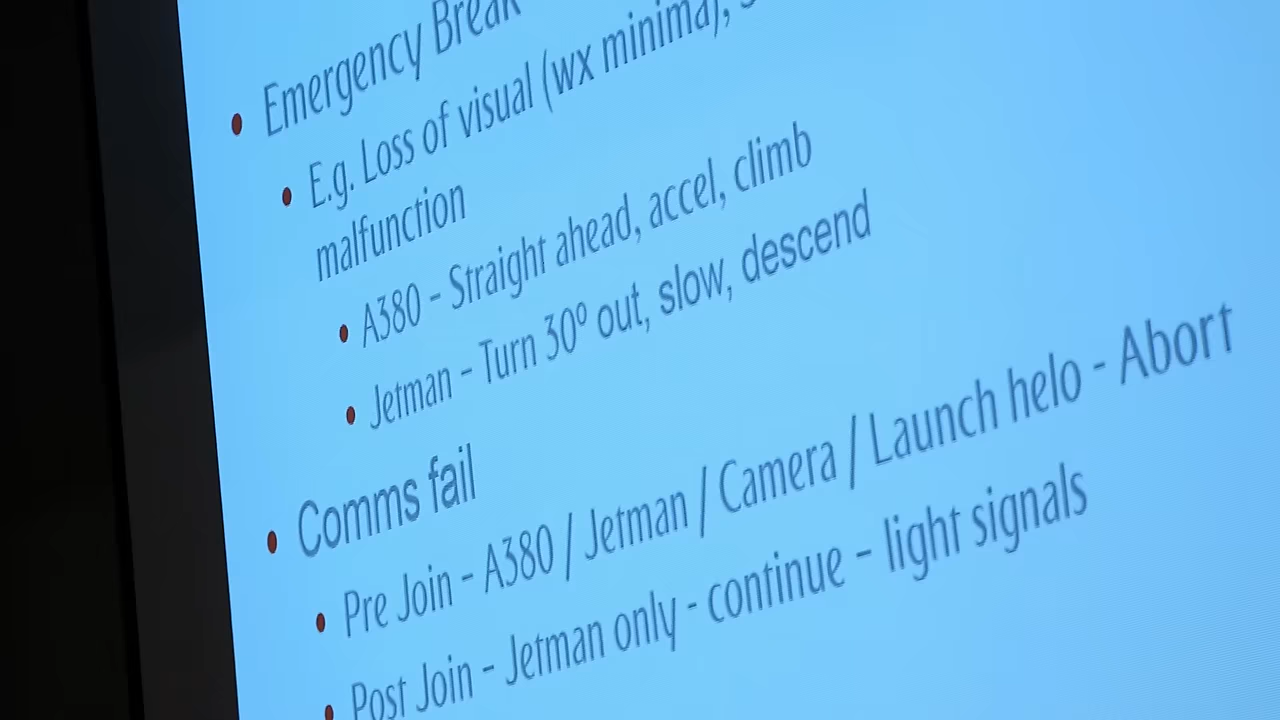 • Emergency Break
• E.g. Loss of visual (wx minima),
malfunction
• A380 – Straight ahead, accel, climb
• Jetman – Turn 30º out, slow, descend
• Comms fail
• Pre Join – A380 / Jetman / Camera / Launch helo - Abort
• Post Join – Jetman only - continue – light signals